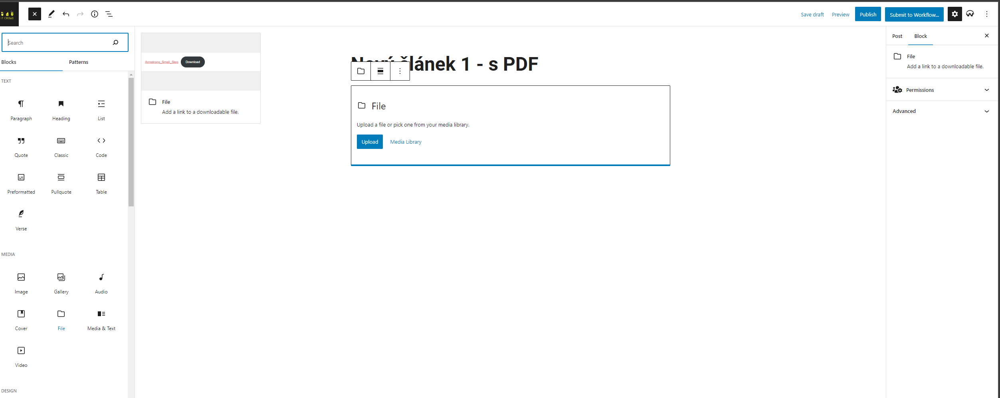 IT CROWD
Save draft
Preview
Publish
Submit to Workflow...
Search
Blocks
Patterns
TEXT
Paragraph
Heading
List
Quote
Classic
Code
Preformatted
Pullquote
Table
Verse
MEDIA
Image
Gallery
Audio
Cover
File
Media & Text
Video
DESIGN
Armstrong_Small_Step
Download
File
Add a link to a downloadable file.
Nový článek 1 - s PDF
File
Upload a file or pick one from your media library.
Upload
Media Library
Post
Block
File
Add a link to a downloadable file.
Permissions
Advanced